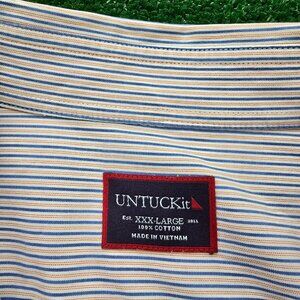 UNTUCKit
Est. XXX-LARGE 2011
100% COTTON
MADE IN VIETNAM